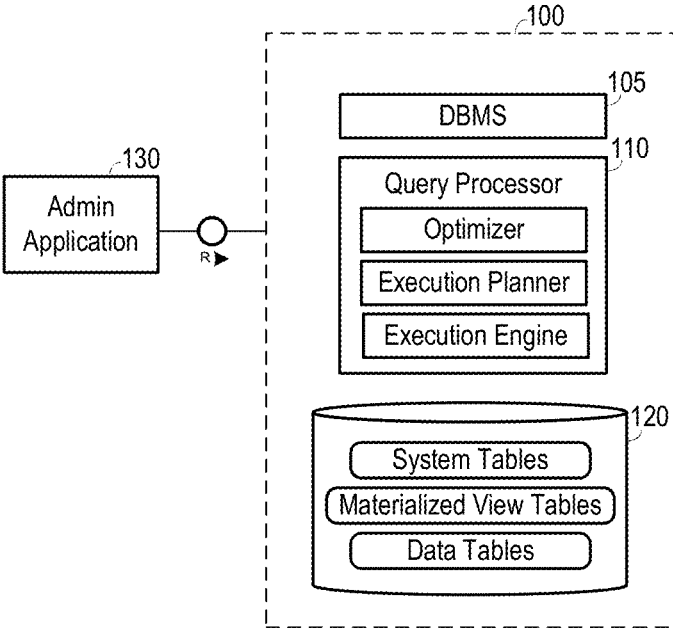 100
105
DBMS
110
Query Processor
Optimizer
Execution Planner
Execution Engine
130
Admin
Application
R
120
System Tables
Materialized View Tables
Data Tables